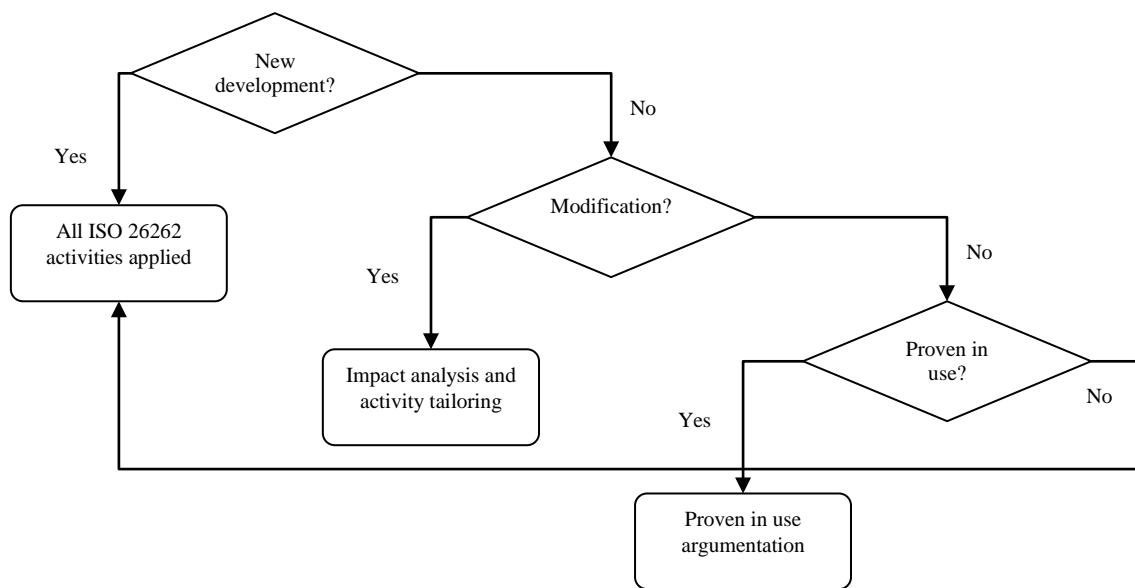 New
development?
No
Yes
All ISO 26262
activities applied
Modification?
Yes
No
Impact analysis and
activity tailoring
Proven in
use?
No
Yes
Proven in use
argumentation